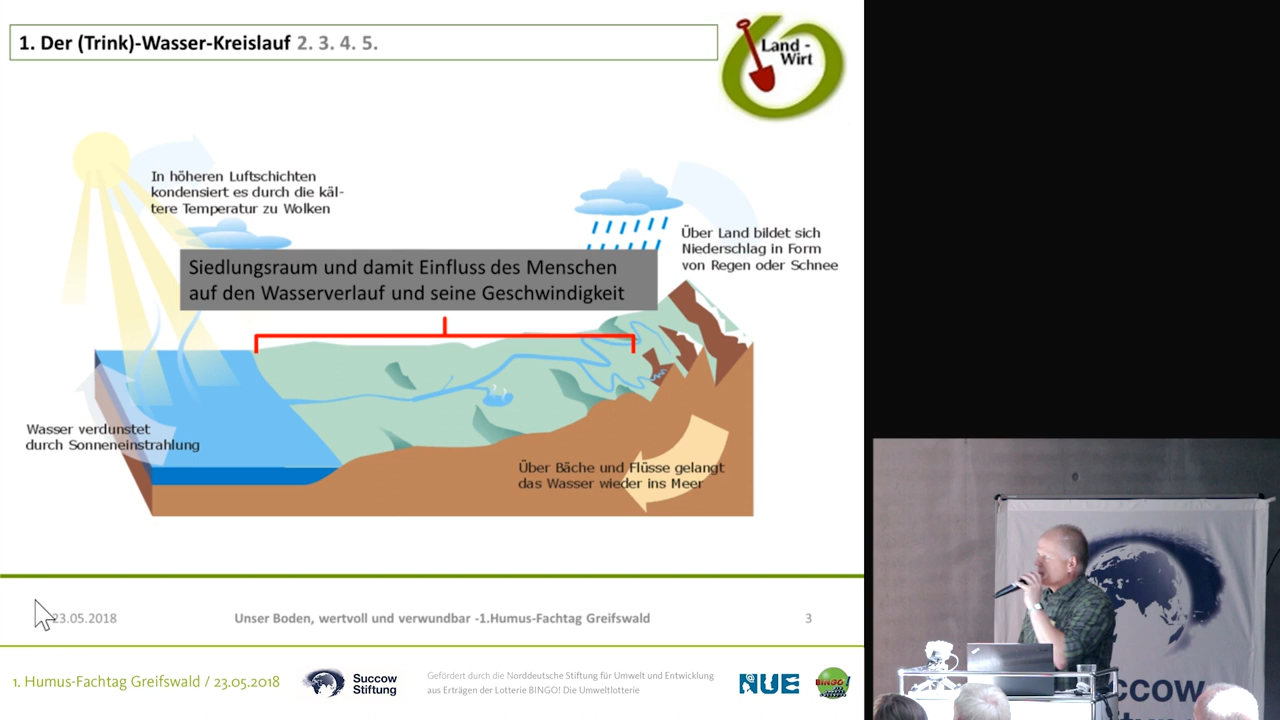 1. Der (Trink)-Wasser-Kreislauf 2. 3. 4. 5.
Land -
Wirt
In höheren Luftschichten
kondensiert es durch die käl-
tere Temperatur zu Wolken
Über Land bildet sich
Niederschlag in Form
von Regen oder Schnee
Siedlungsraum und damit Einfluss des Menschen
auf den Wasserverlauf und seine Geschwindigkeit
Wasser verdunstet
durch Sonneneinstrahlung
Über Bäche und Flüsse gelangt
das Wasser wieder ins Meer
23.05.2018
Unser Boden, wertvoll und verwundbar -1.Humus-Fachtag Greifswald
3
1. Humus-Fachtag Greifswald / 23.05.2018
Succow
Stiftung
Gefördert durch die Norddeutsche Stiftung für Umwelt und Entwicklung
aus Erträgen der Lotterie BINGO! Die Umweltlotterie
NUE
BINGO!
ccow